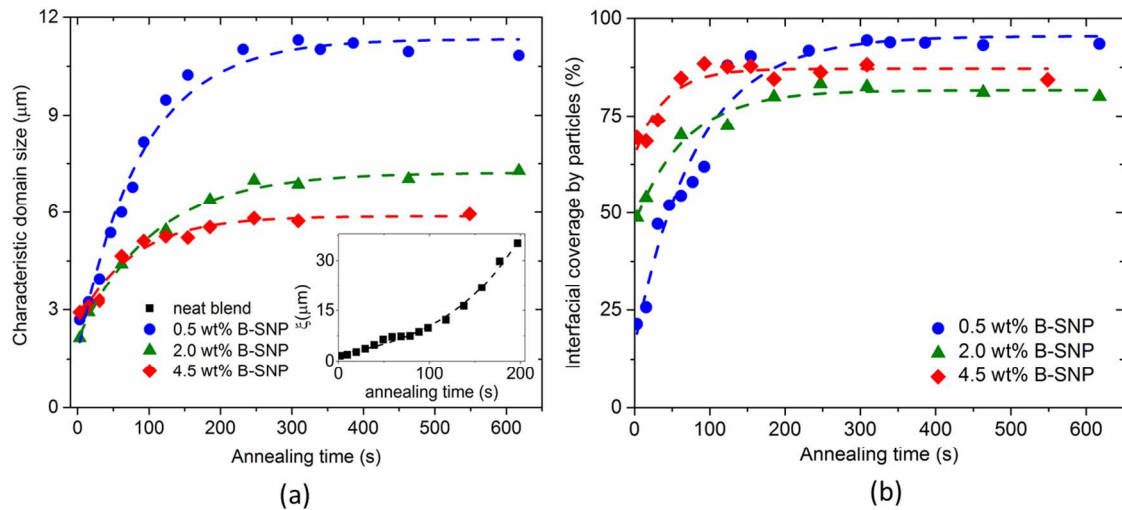 Characteristic domain size (μm)
12
9
6
3
0
neat blend
0.5 wt% B-SNP
2.0 wt% B-SNP
4.5 wt% B-SNP
ξ(μm)
30
15
0
0
100
200
annealing time (s)
0
100
200
300
400
500
600
Annealing time (s)
(a)
Interfacial coverage by particles (%)
100
75
50
25
0
0.5 wt% B-SNP
2.0 wt% B-SNP
4.5 wt% B-SNP
0
100
200
300
400
500
600
Annealing time (s)
(b)